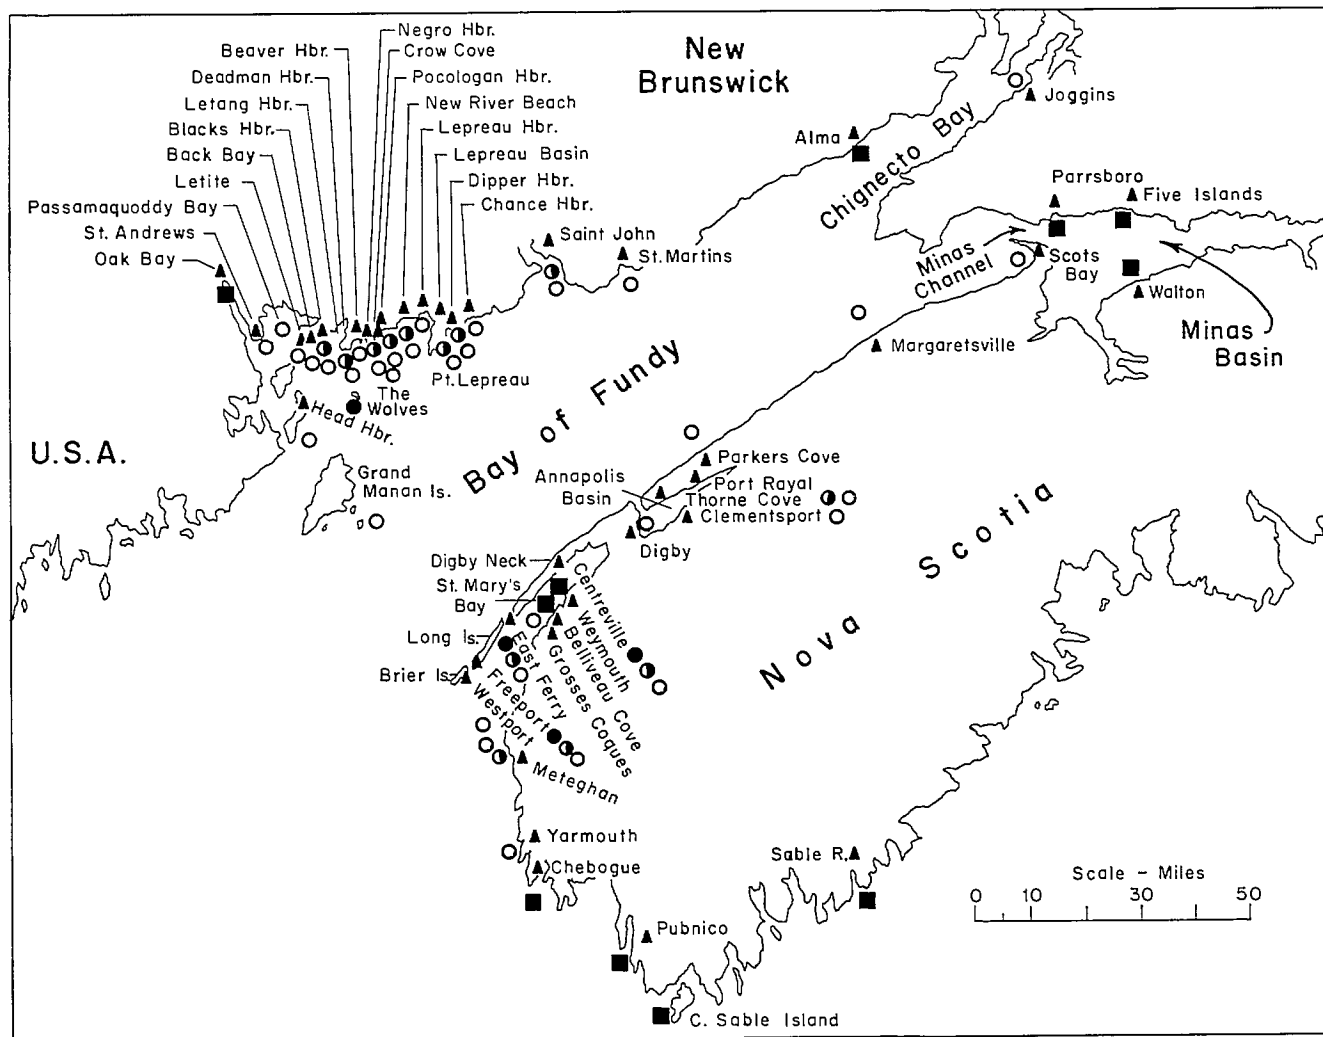 Negro Hbr.
Beaver Hbr.
Crow Cove
Deadman Hbr.
Pocologan Hbr.
Letang Hbr.
New River Beach
Blacks Hbr.
Lepreau Hbr.
Back Bay
Lepreau Basin
Letite
Dipper Hbr.
Passamaquoddy Bay
Chance Hbr.
St. Andrews
Oak Bay
New
Brunswick
Saint John
St. Martins
Alma
Chignecto Bay
Joggins
Parrsboro
Five Islands
Minas
Channel
Scots
Bay
Walton
Minas
Basin
Margaretsville
Pt. Lepreau
The
Wolves
Head Hbr.
U.S.A.
Grand
Manan Is.
Bay of Fundy
Parkers Cove
Annapolis
Basin
Port Rayal
Thorne Cove
Clementsport
Digby
Nova Scotia
Digby Neck
St. Mary's
Bay
Long Is.
Brier Is.
Centreville
Weymouth
Belliveau Cove
Grosses Coques
East Ferry
Freeport
Westport
Meteghan
Yarmouth
Chebogue
Sable R.
Pubnico
C. Sable Island
Scale – Miles
0 10 30 50